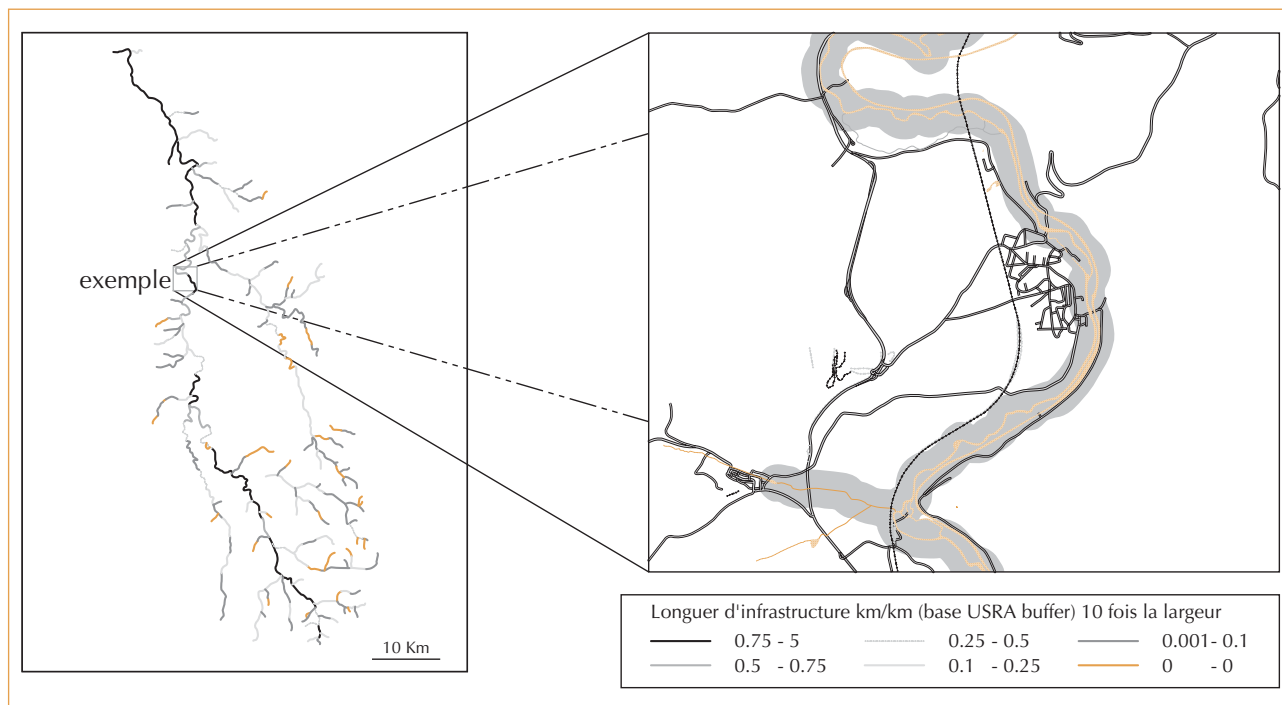 exemple
10 Km
Longuer d'infrastructure km/km (base USRA buffer) 10 fois la largeur
0.75 - 5
0.25 - 0.5
0.001- 0.1
0.5 - 0.75
0.1 - 0.25
0 - 0